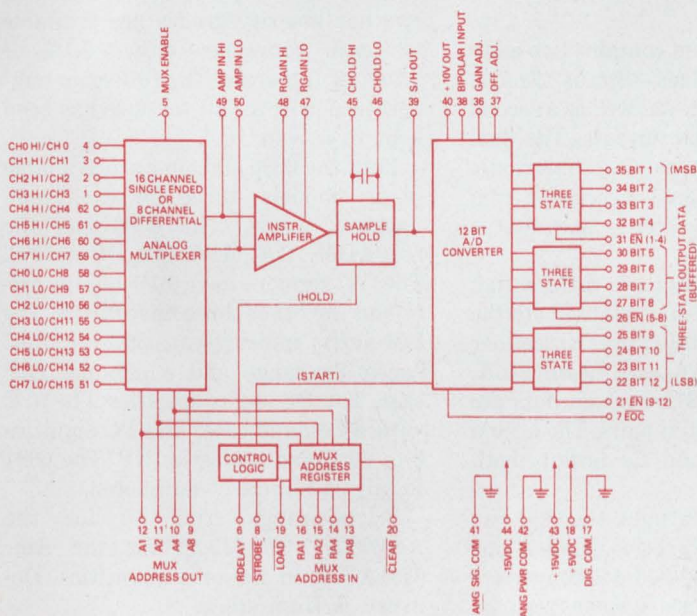 MUX ENABLE
5
AMP IN HI
49
AMP IN LO
50
RGAIN HI
48
RGAIN LO
47
CHOLD HI
45
CHOLD LO
46
S/H OUT
39
+10V OUT
40
BIPOLAR INPUT
38
GAIN ADJ.
36
OFF. ADJ.
37
CH0 HI/CH 0 4
CH1 HI/CH1 3
CH2 HI/CH2 2
CH3 HI/CH3 1
CH4 HI/CH4 62
CH5 HI/CH5 61
CH6 HI/CH6 60
CH7 HI/CH7 59
CH0 LO/CH8 58
CH1 LO/CH9 57
CH2 LO/CH10 56
CH3 LO/CH11 55
CH4 LO/CH12 54
CH5 LO/CH13 53
CH6 LO/CH14 52
CH7 LO/CH15 51
16 CHANNEL
SINGLE ENDED
OR
8 CHANNEL
DIFFERENTIAL
ANALOG
MULTIPLEXER
INSTR.
AMPLIFIER
SAMPLE
HOLD
12 BIT
A/D
CONVERTER
THREE
STATE
THREE
STATE
THREE
STATE
35 BIT 1 (MSB)
34 BIT 2
33 BIT 3
32 BIT 4
31 EN (1-4)
30 BIT 5
29 BIT 6
28 BIT 7
27 BIT 8
26 EN (5-8)
25 BIT 9
24 BIT 10
23 BIT 11
22 BIT 12 (LSB)
21 EN (9-12)
7 EOC
THREE-STATE OUTPUT DATA
(BUFFERED)
(HOLD)
(START)
CONTROL
LOGIC
MUX
ADDRESS
REGISTER
12
A1
11
A2
10
A4
9
A8
MUX
ADDRESS OUT
6
RDELAY
8
STROBE
19
LOAD
16
RA1
15
RA2
14
RA4
13
RA8
MUX
ADDRESS IN
20
CLEAR
41
ANG. SIG. COM
44
+15VDC
42
ANG PWR COM
43
-15VDC
18
+5VDC
17
DIG. COM.